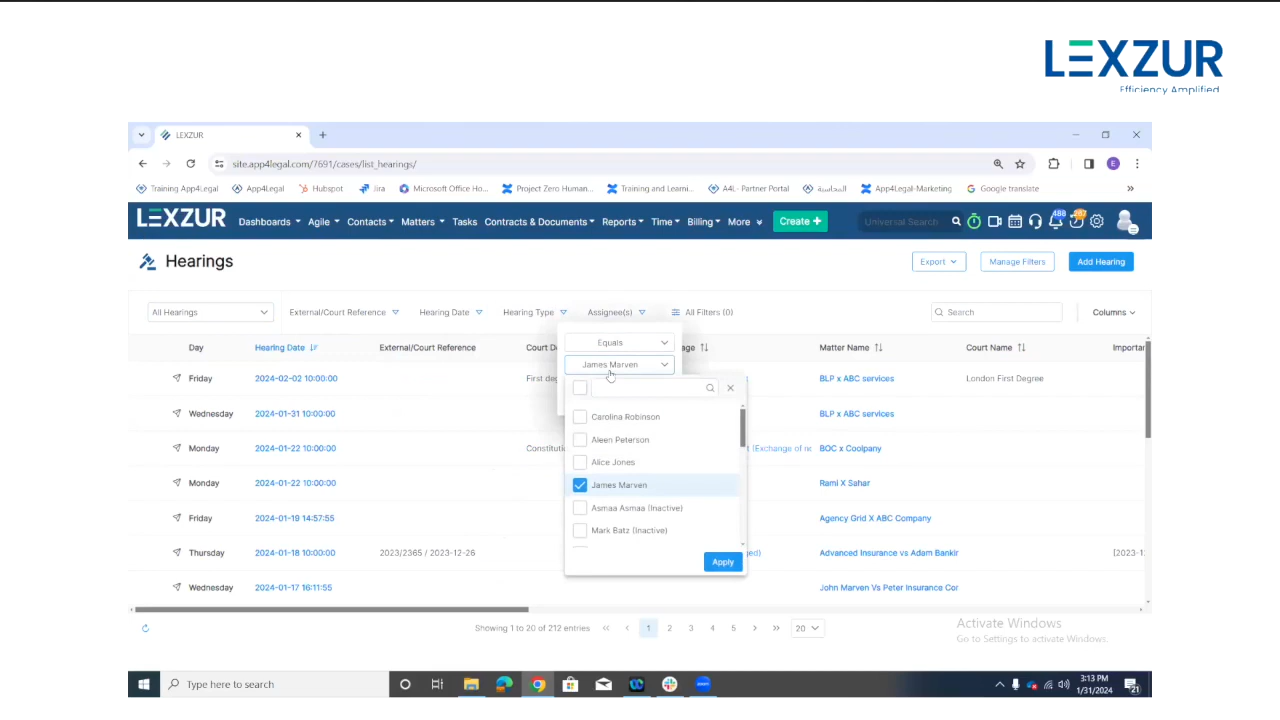 LEXZUR
Efficiency Amplified
LEXZUR
site.app4legal.com/7691/cases/list_hearings/
E
Training App4Legal App4Legal Hubspot Jira Microsoft Office Ho... Project Zero Human... Training and Learni... A4L- Partner Portal المحاسبة App4Legal-Marketing Google translate
LEXZUR Dashboards Agile Contacts Matters Tasks Contracts & Documents Reports Time Billing More Create + Universal Search 488 267
Hearings Export Manage Filters Add Hearing
All Hearings External/Court Reference Hearing Date Hearing Type Assignee(s) All Filters (0) Search Columns
Equals
Day Hearing Date External/Court Reference Court De age Matter Name Court Name Importan
James Marven
Friday 2024-02-02 10:00:00 First deg BLP x ABC services London First Degree
Wednesday 2024-01-31 10:00:00 BLP x ABC services
Carolina Robinson
Aleen Peterson
Monday 2024-01-22 10:00:00 Constituti (Exchange of ne BOC x Coolpany
Alice Jones
Monday 2024-01-22 10:00:00 James Marven Rami X Sahar
Asmaa Asmaa (Inactive)
Friday 2024-01-19 14:57:55 Agency Grid X ABC Company
Mark Batz (Inactive)
Thursday 2024-01-18 10:00:00 2023/2365 / 2023-12-26 ed) Advanced Insurance vs Adam Bankir [2023-1
Apply
Wednesday 2024-01-17 16:11:55 John Marven Vs Peter Insurance Cor
Showing 1 to 20 of 212 entries 1 2 3 4 5 20
Activate Windows
Go to Settings to activate Windows.
Type here to search 3:13 PM
1/31/2024 21